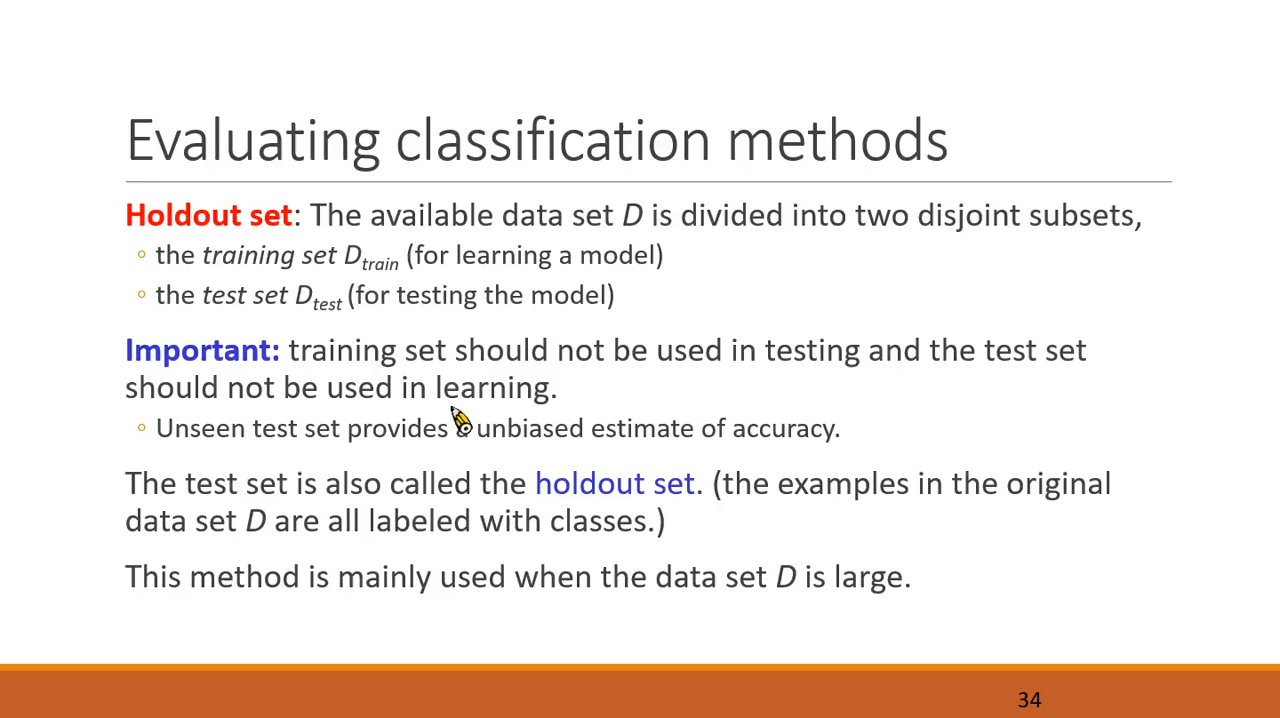 Evaluating classification methods
Holdout set: The available data set D is divided into two disjoint subsets,
◦ the training set Dtrain (for learning a model)
◦ the test set Dtest (for testing the model)
Important: training set should not be used in testing and the test set
should not be used in learning.
◦ Unseen test set provides unbiased estimate of accuracy.
The test set is also called the holdout set. (the examples in the original
data set D are all labeled with classes.)
This method is mainly used when the data set D is large.
34